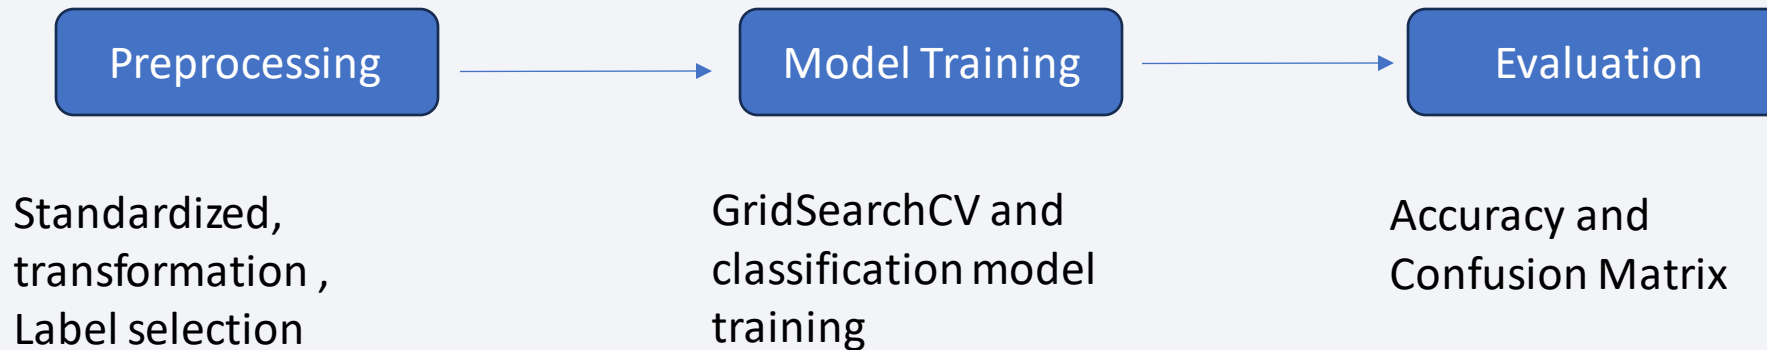 Preprocessing
Model Training
Evaluation
Standardized,
transformation ,
Label selection
GridSearchCV and
classification model
training
Accuracy and
Confusion Matrix